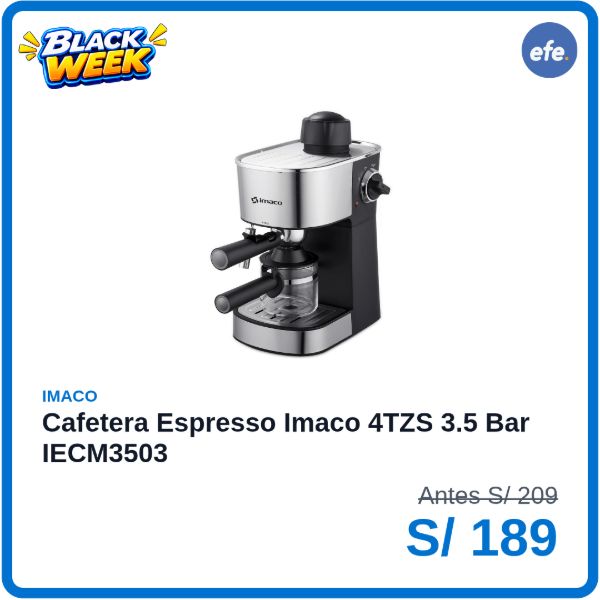 BLACK
WEEK
efe.
imaco
IMACO
Cafetera Espresso Imaco 4TZS 3.5 Bar
IECM3503
Antes S/ 209
S/ 189